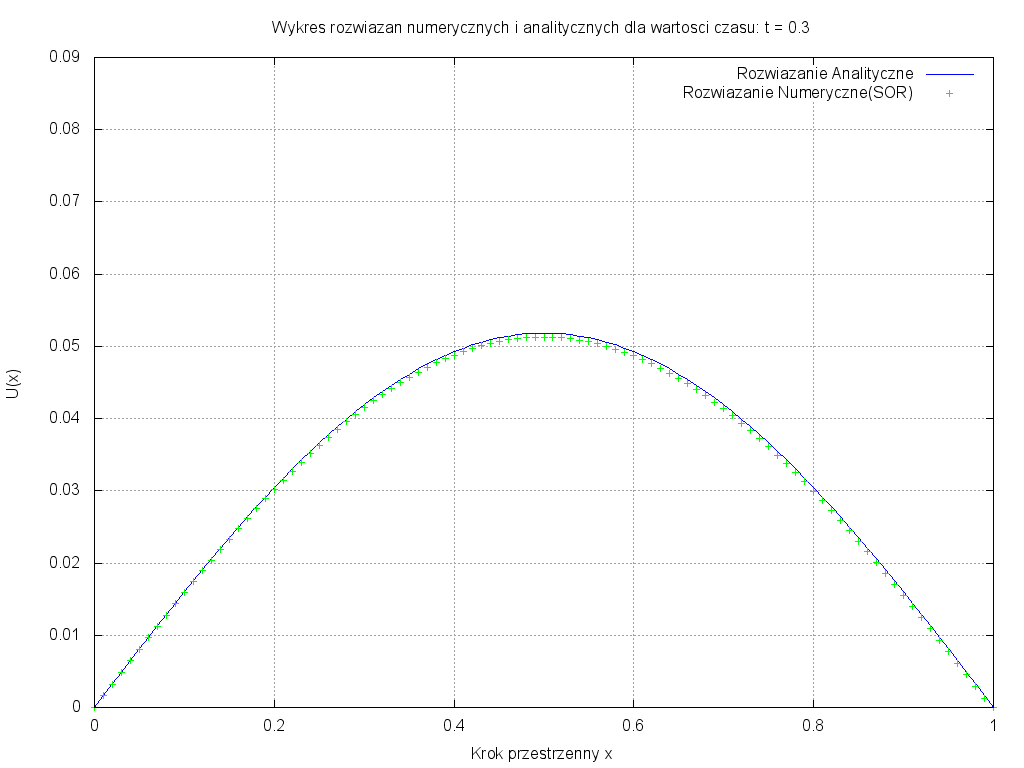 Wykres rozwiazan numerycznych i analitycznych dla wartosci czasu: t = 0.3
Rozwiazanie Analityczne
Rozwiazanie Numeryczne(SOR)
0.09
0.08
0.07
0.06
0.05
0.04
0.03
0.02
0.01
0
U(x)
0 0.2 0.4 0.6 0.8 1
Krok przestrzenny x